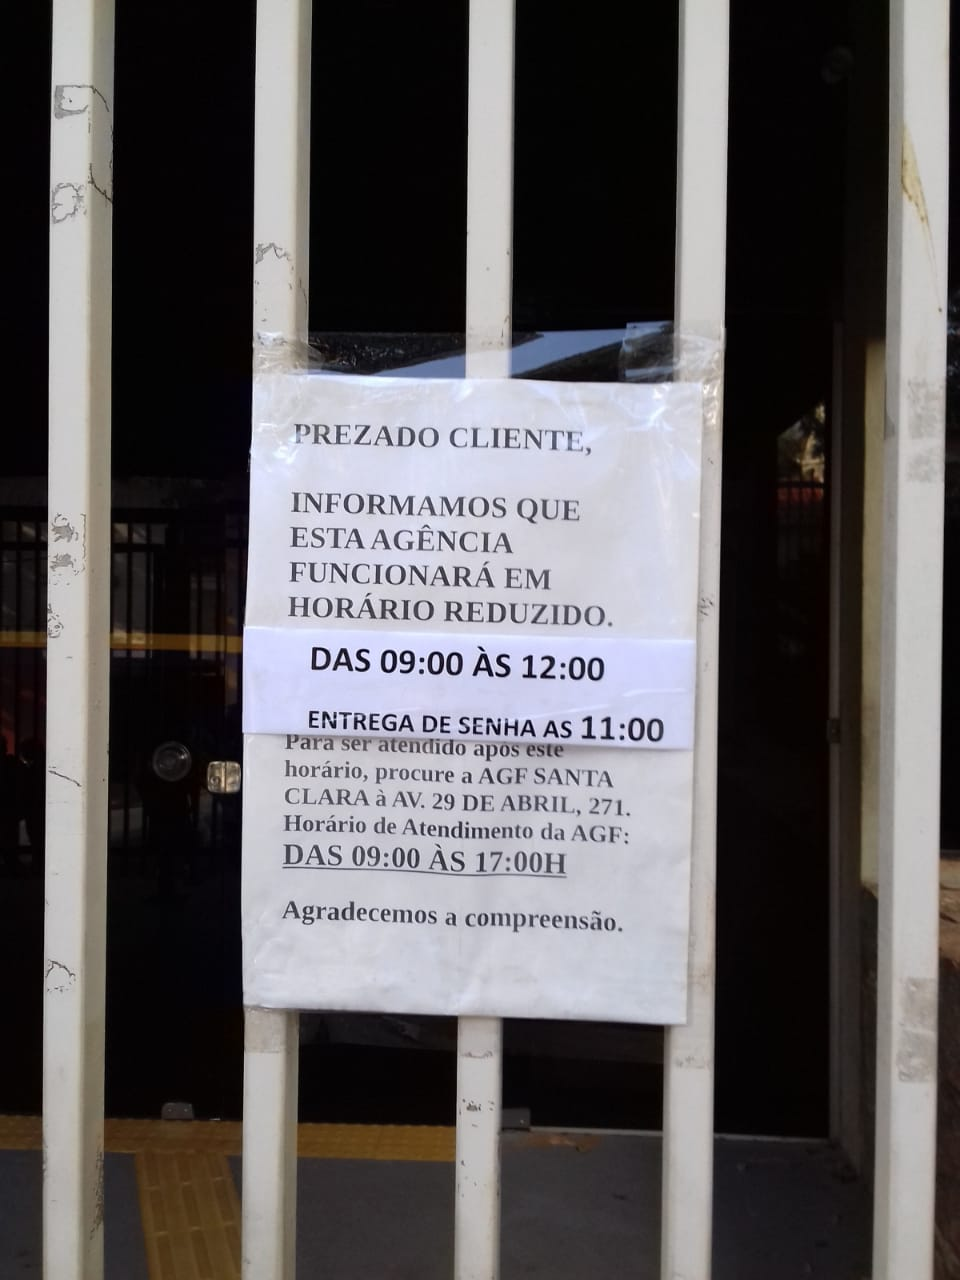 PREZADO CLIENTE,
INFORMAMOS QUE
ESTA AGÊNCIA
FUNCIONARÁ EM
HORÁRIO REDUZIDO.
DAS 09:00 ÀS 12:00
ENTREGA DE SENHA AS 11:00
Para ser atendido após este
horário, procure a AGF SANTA
CLARA à AV. 29 DE ABRIL, 271.
Horário de Atendimento da AGF:
DAS 09:00 ÀS 17:00H
Agradecemos a compreensão.